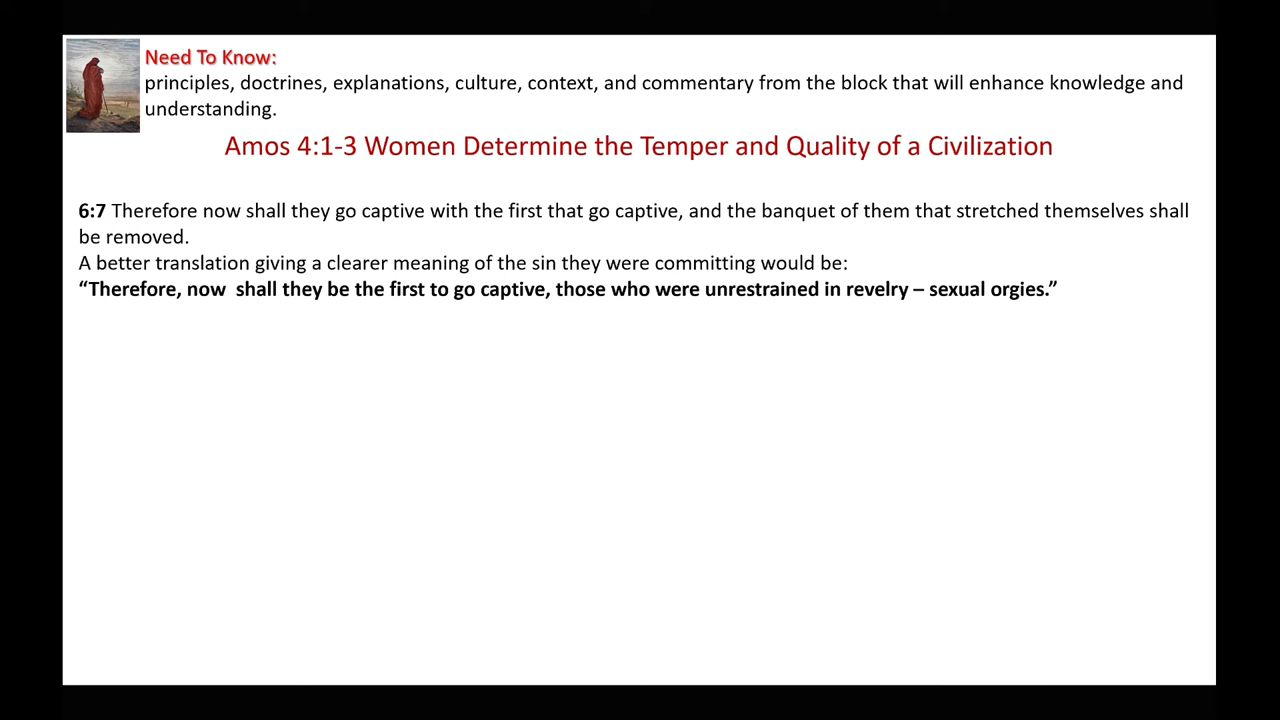 Need To Know:
principles, doctrines, explanations, culture, context, and commentary from the block that will enhance knowledge and
understanding.
Amos 4:1-3 Women Determine the Temper and Quality of a Civilization
6:7 Therefore now shall they go captive with the first that go captive, and the banquet of them that stretched themselves shall
be removed.
A better translation giving a clearer meaning of the sin they were committing would be:
“Therefore, now  shall they be the first to go captive, those who were unrestrained in revelry – sexual orgies.”